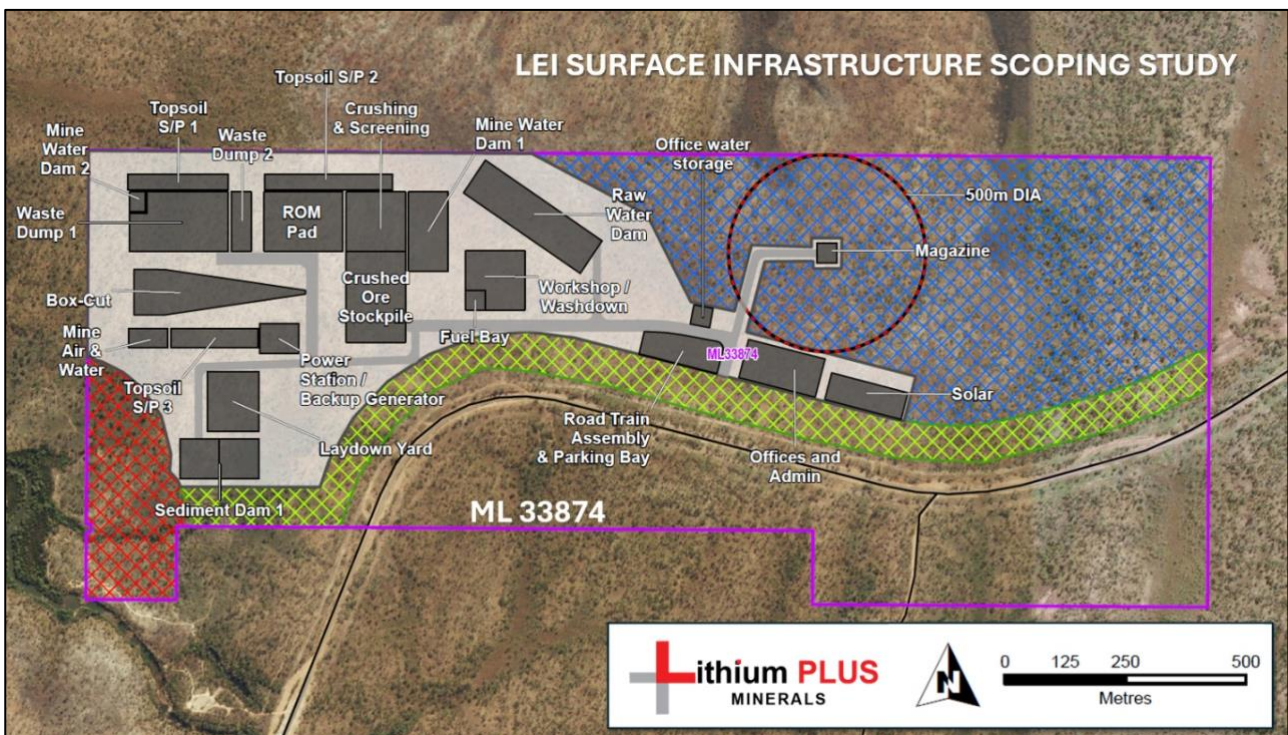 LEI SURFACE INFRASTRUCTURE SCOPING STUDY
Topsoil S/P 2
Topsoil
S/P 1
Crushing
& Screening
Mine
Water
Dam 2
Waste
Dump 2
Mine Water
Dam 1
Office water
storage
500m DIA
Waste
Dump 1
ROM
Pad
Raw
Water
Dam
Magazine
Box-Cut
Crushed
Ore
Stockpile
Workshop /
Washdown
Mine
Air &
Water
Fuel Bay
ML33874
Topsoil
S/P 3
Power
Station /
Backup Generator
Solar
Laydown Yard
Road Train
Assembly
& Parking Bay
Offices and
Admin
Sediment Dam 1
ML 33874
Lithium PLUS
MINERALS
N
0 125 250 500
Metres